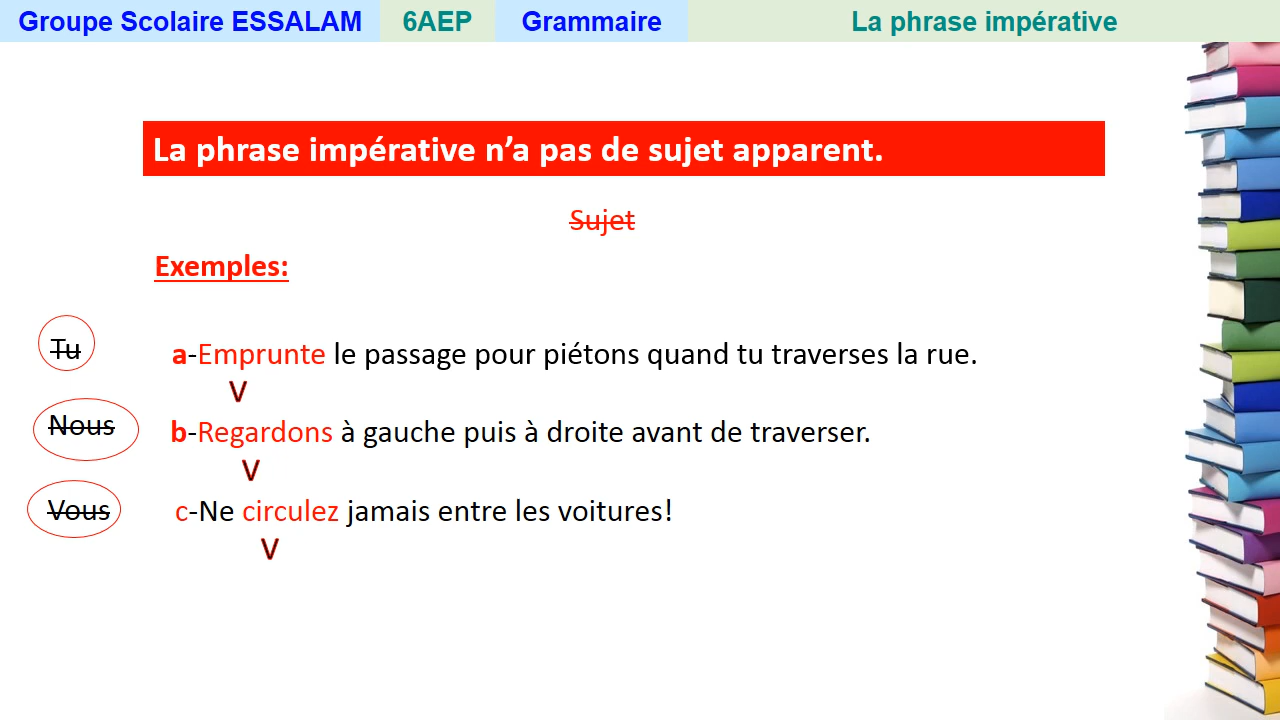 Groupe Scolaire ESSALAM 6AEP Grammaire La phrase impérative
La phrase impérative n’a pas de sujet apparent.
Sujet
Exemples:
Tu a-Emprunte le passage pour piétons quand tu traverses la rue.
V
Nous b-Regardons à gauche puis à droite avant de traverser.
V
Vous c-Ne circulez jamais entre les voitures!
V